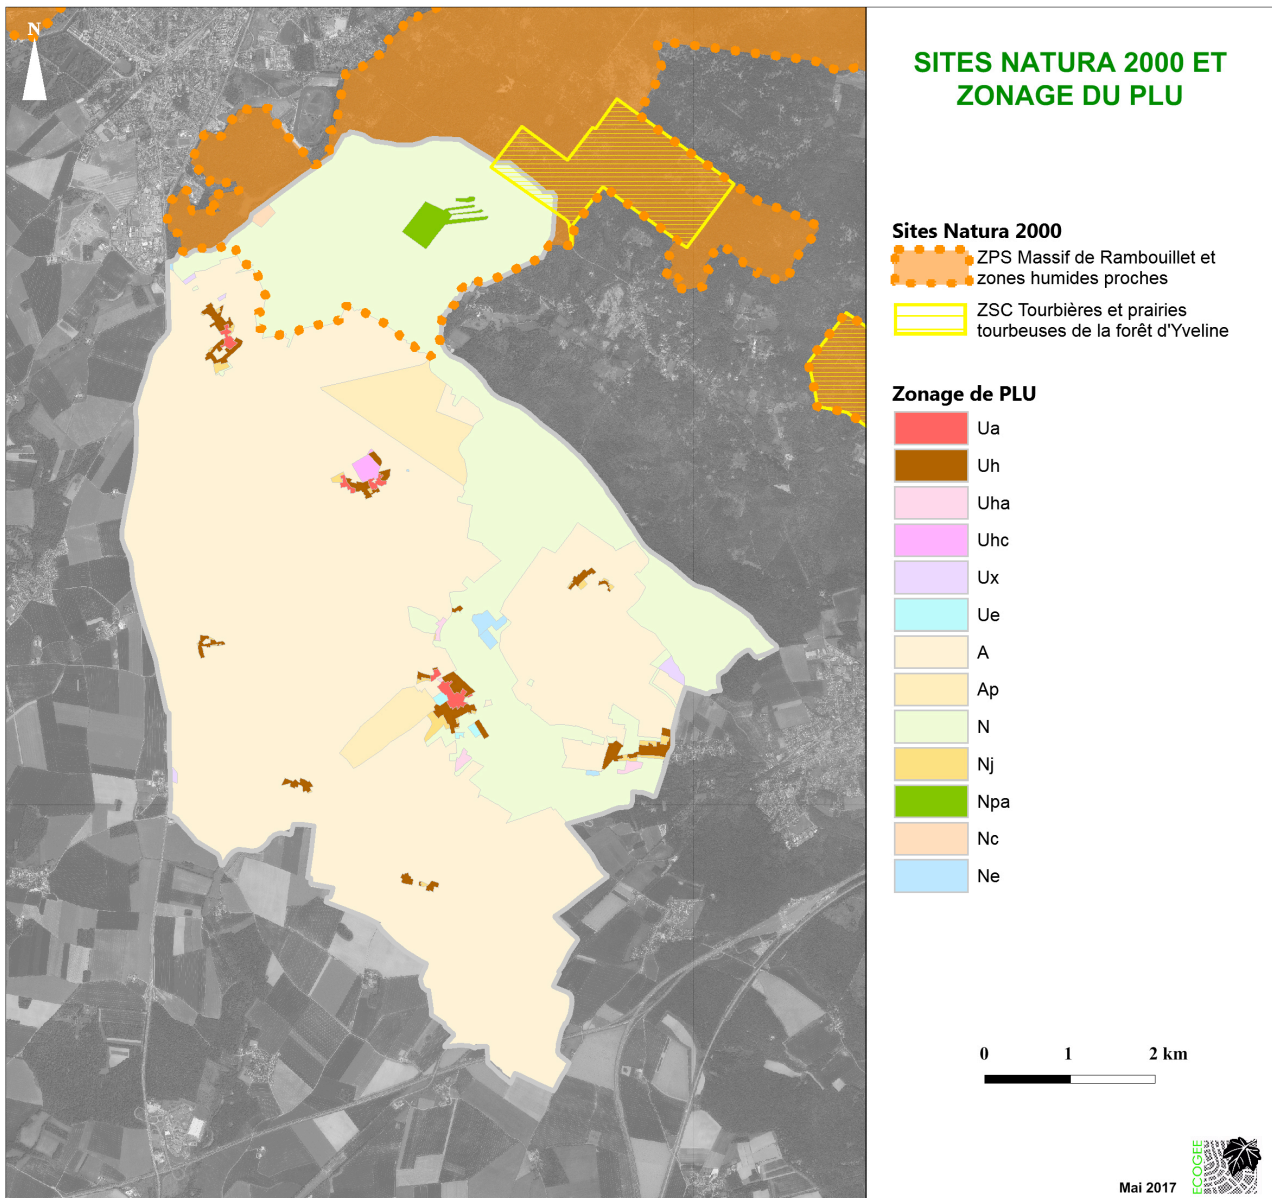 N
SITES NATURA 2000 ET
ZONAGE DU PLU
Sites Natura 2000
ZPS Massif de Rambouillet et
zones humides proches
ZSC Tourbières et prairies
tourbeuses de la forêt d'Yveline
Zonage de PLU
Ua
Uh
Uha
Uhc
Ux
Ue
A
Ap
N
Nj
Npa
Nc
Ne
0 1 2 km
Mai 2017
ECOGEE